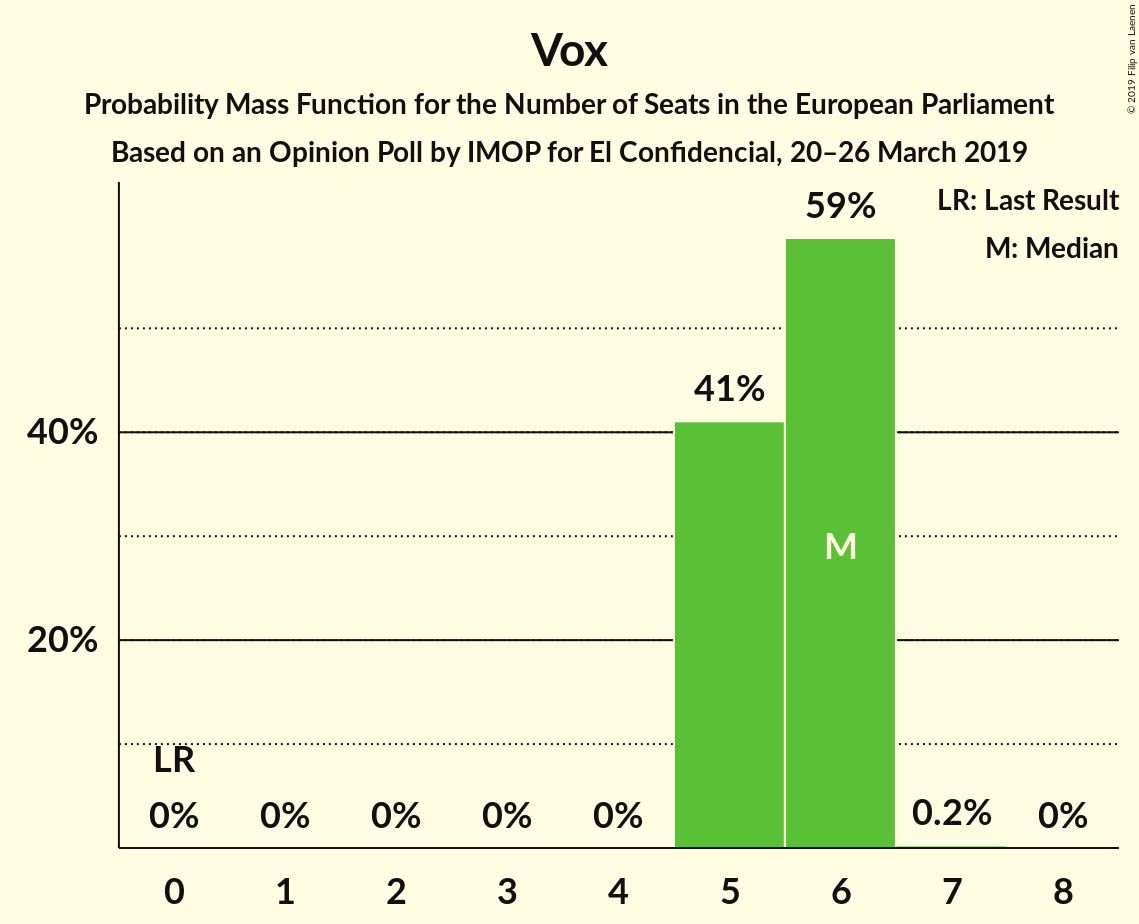 Vox
Probability Mass Function for the Number of Seats in the European Parliament
Based on an Opinion Poll by IMOP for El Confidencial, 20–26 March 2019
© 2019 Filip van Laenen
LR: Last Result
M: Median
59%
41%
40%
M
20%
LR
0% 0% 0% 0% 0% 0.2% 0%
0 1 2 3 4 5 6 7 8